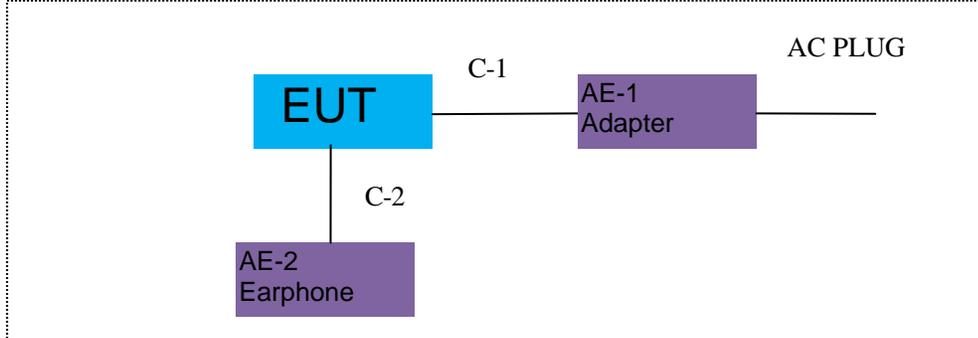 AC PLUG
C-1
EUT
AE-1
Adapter
C-2
AE-2
Earphone